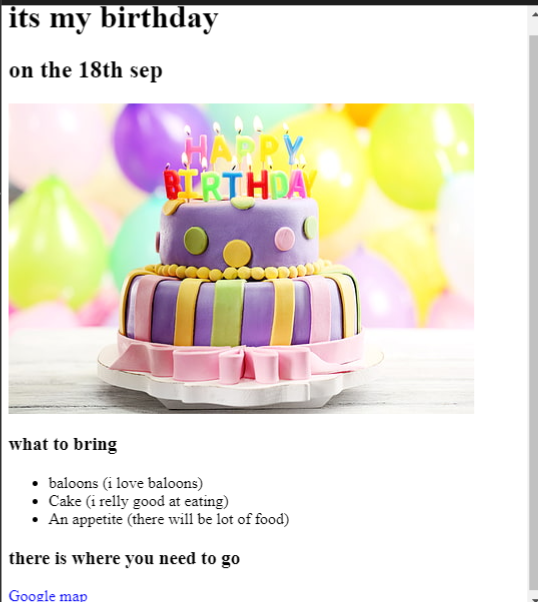 its my birthday
on the 18th sep
HAPPY
BIRTHDAY
what to bring
baloons (i love baloons)
Cake (i relly good at eating)
An appetite (there will be lot of food)
there is where you need to go
Google map